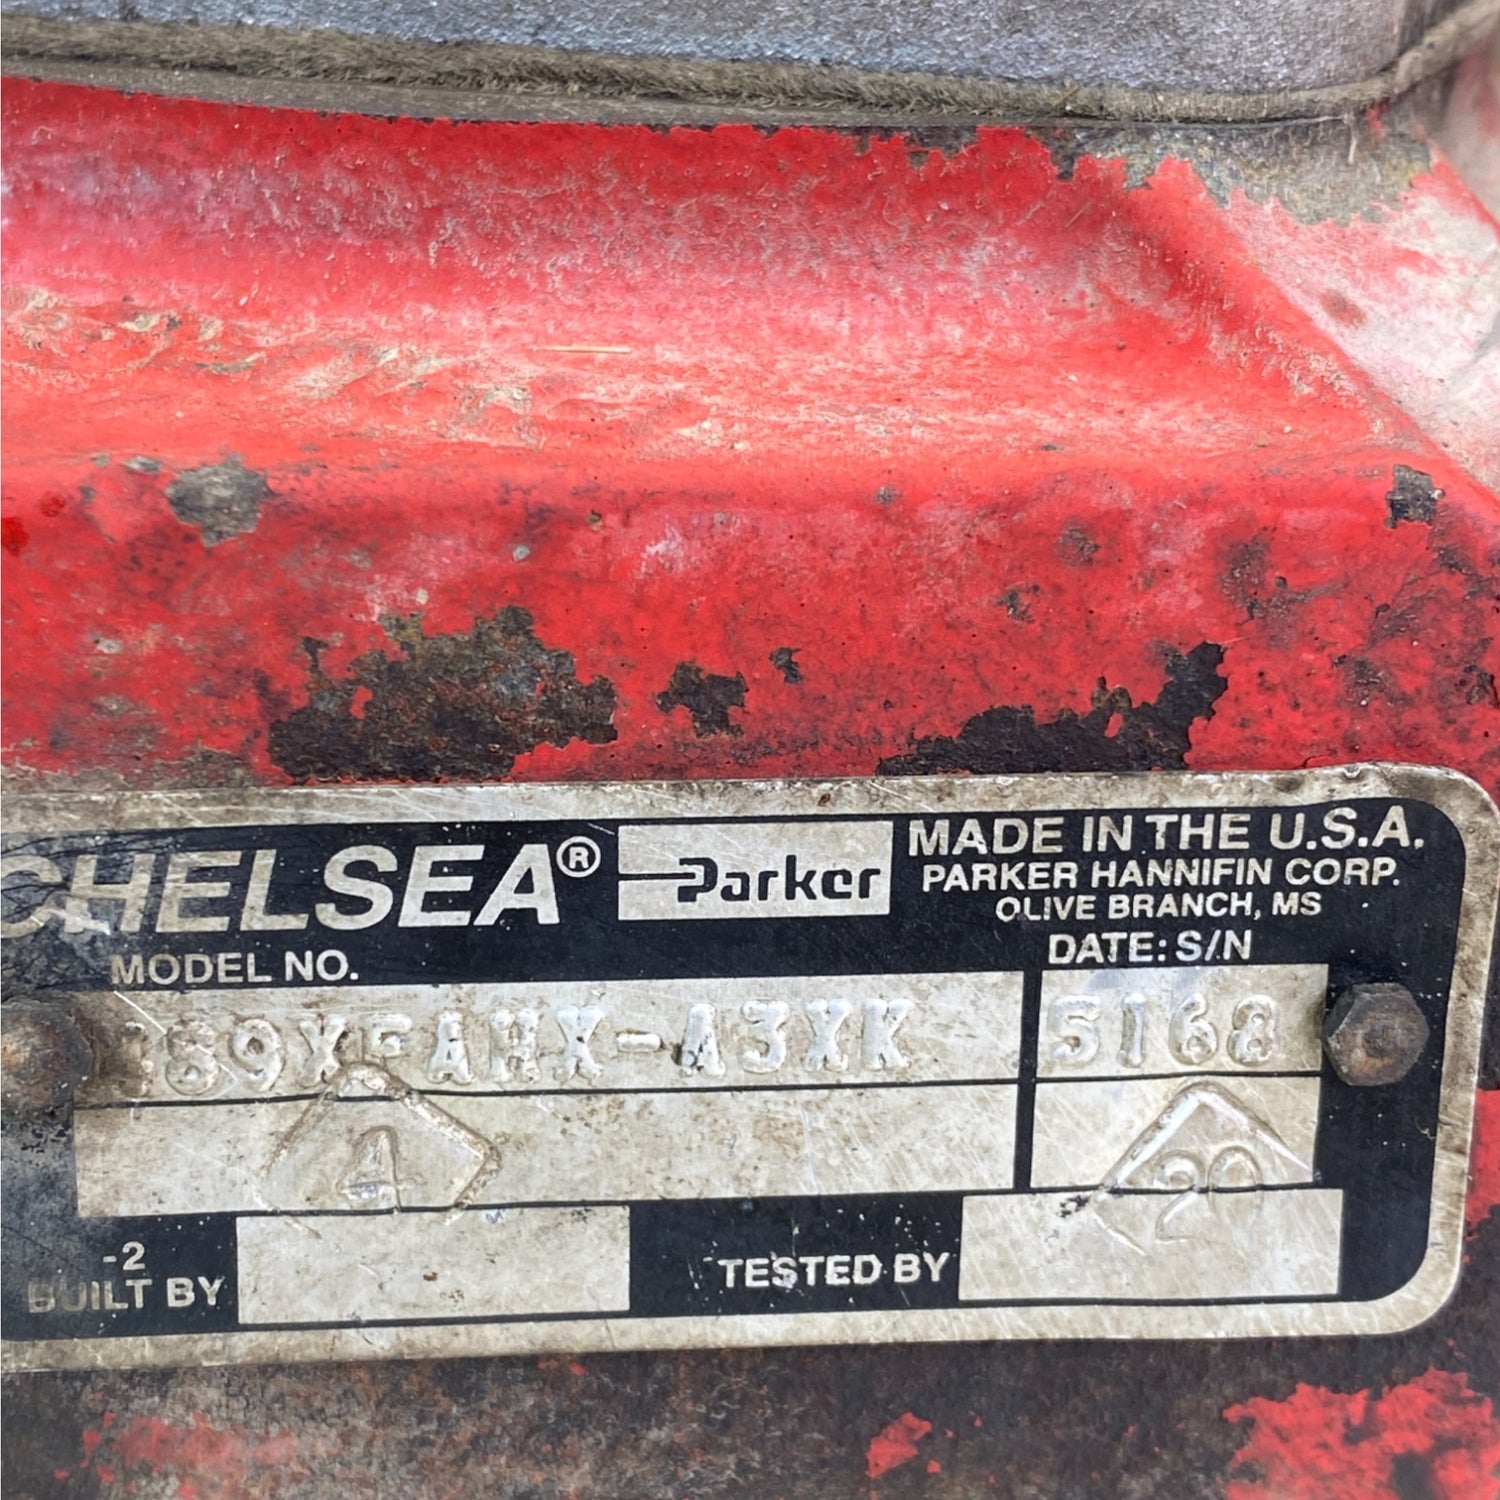 CHELSEA® Parker MADE IN THE U.S.A.
PARKER HANNIFIN CORP.
OLIVE BRANCH, MS
MODEL NO. DATE: S/N
5168
4 20
-2
BUILT BY TESTED BY